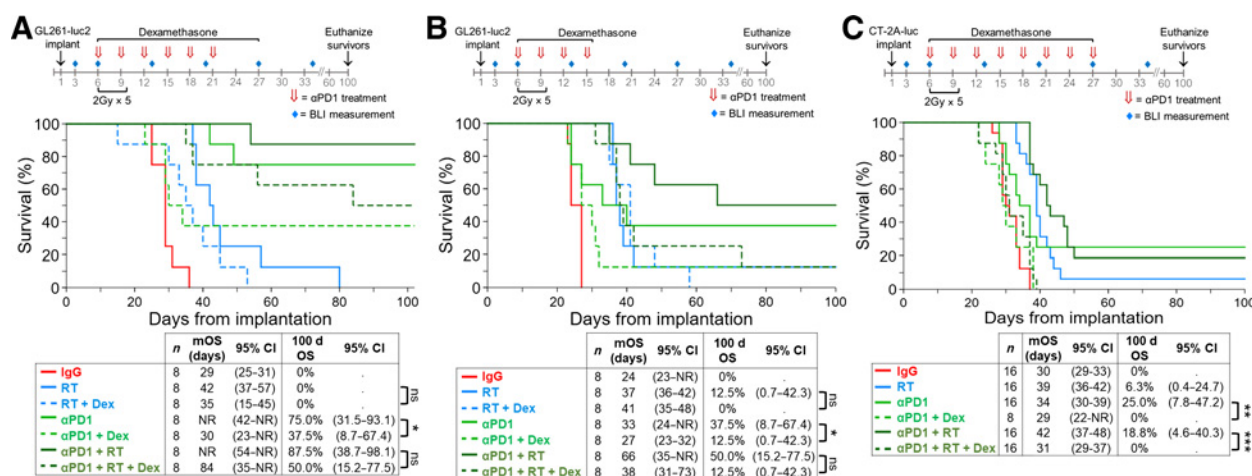 A
GL261-luc2
implant
Dexamethasone
Euthanize
survivors
1 3 6 9 12 15 18 21 24 27 30 33 100
2Gy x 5
= αPD1 treatment
= BLI measurement
Survival (%)
100
80
60
40
20
0
0 20 40 60 80 100
Days from implantation
n mOS (days) 95% CI 100 d OS 95% CI
IgG 8 29 (25-31) 0% .
RT 8 42 (37-57) 0% .
RT + Dex 8 35 (15-45) 0% .
αPD1 8 NR (42-NR) 75.0% (31.5-93.1)
αPD1 + Dex 8 30 (23-NR) 37.5% (8.7-67.4)
αPD1 + RT 8 NR (54-NR) 87.5% (38.7-98.1)
αPD1 + RT + Dex 8 84 (35-NR) 50.0% (15.2-77.5)
ns
*
ns
B
GL261-luc2
implant
Dexamethasone
Euthanize
survivors
1 3 6 9 12 15 18 21 24 27 30 33 100
2Gy x 5
= αPD1 treatment
= BLI measurement
Survival (%)
100
80
60
40
20
0
0 20 40 60 80 100
Days from implantation
n mOS (days) 95% CI 100 d OS 95% CI
IgG 8 24 (23-NR) 0% .
RT 8 37 (36-42) 12.5% (0.7-42.3)
RT + Dex 8 41 (35-48) 0% .
αPD1 8 33 (24-NR) 37.5% (8.7-67.4)
αPD1 + Dex 8 27 (23-32) 12.5% (0.7-42.3)
αPD1 + RT 8 66 (35-NR) 50.0% (15.2-77.5)
αPD1 + RT + Dex 8 38 (31-73) 12.5% (0.7-42.3)
ns
*
ns
C
CT-2A-luc
implant
Dexamethasone
Euthanize
survivors
1 3 6 9 12 15 18 21 24 27 30 33 100
2Gy x 5
= αPD1 treatment
= BLI measurement
Survival (%)
100
80
60
40
20
0
0 20 40 60 80 100
Days from implantation
n mOS (days) 95% CI 100 d OS 95% CI
IgG 16 30 (29-33) 0% .
RT 16 39 (36-42) 6.3% (0.4-24.7)
αPD1 16 34 (30-39) 25.0% (7.8-47.2)
αPD1 + Dex 8 29 (22-NR) 0% .
αPD1 + RT 16 42 (37-48) 18.8% (4.6-40.3)
αPD1 + RT + Dex 16 31 (29-37) 0% .
**
***